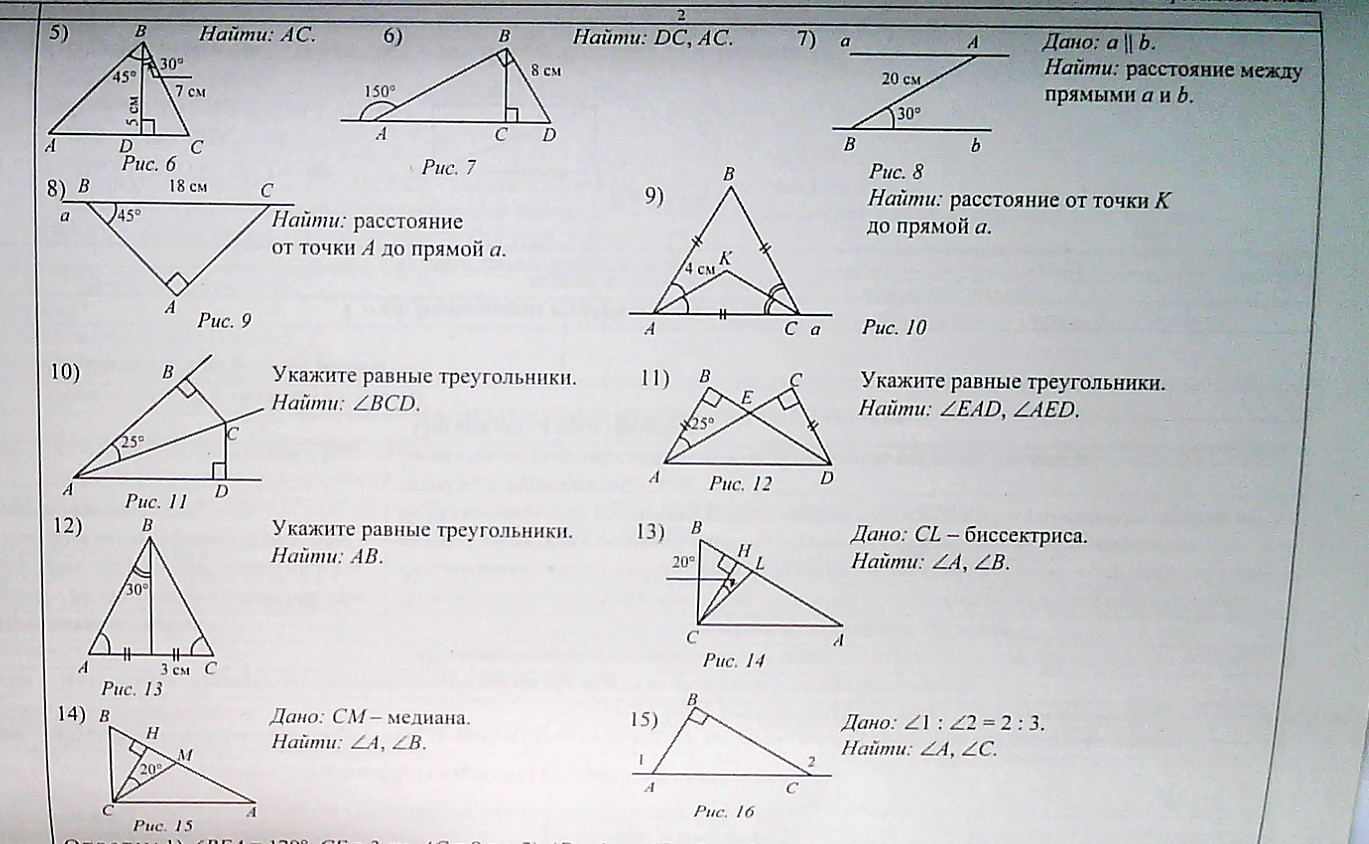 2
5) B Найти: AC. 6) B Найти: DC, AC. 7) a A Дано: a || b.
45° 30° 7 см 5 см 150° 8 см 20 см 30° Найти: расстояние между
прямыми a и b.
A D C A C D B b
Рис. 6 Рис. 7 Рис. 8
8) B 18 см C 9) B Найти: расстояние от точки K
a 45° Найти: расстояние до прямой a.
от точки A до прямой a. 4 см K
A A C a
Рис. 9 Рис. 10
10) B Укажите равные треугольники. 11) B C Укажите равные треугольники.
Найти: ∠BCD. E Найти: ∠EAD, ∠AED.
25° C 25°
A D A D
Рис. 11 Рис. 12
12) B Укажите равные треугольники. 13) B Дано: CL – биссектриса.
30° Найти: AB. 20° H L Найти: ∠A, ∠B.
A 3 см C C A
Рис. 13 Рис. 14
14) B Дано: CM – медиана. 15) B Дано: ∠1 : ∠2 = 2 : 3.
H Найти: ∠A, ∠B. Найти: ∠A, ∠C.
20° M 1 2
C A A C
Рис. 15 Рис. 16